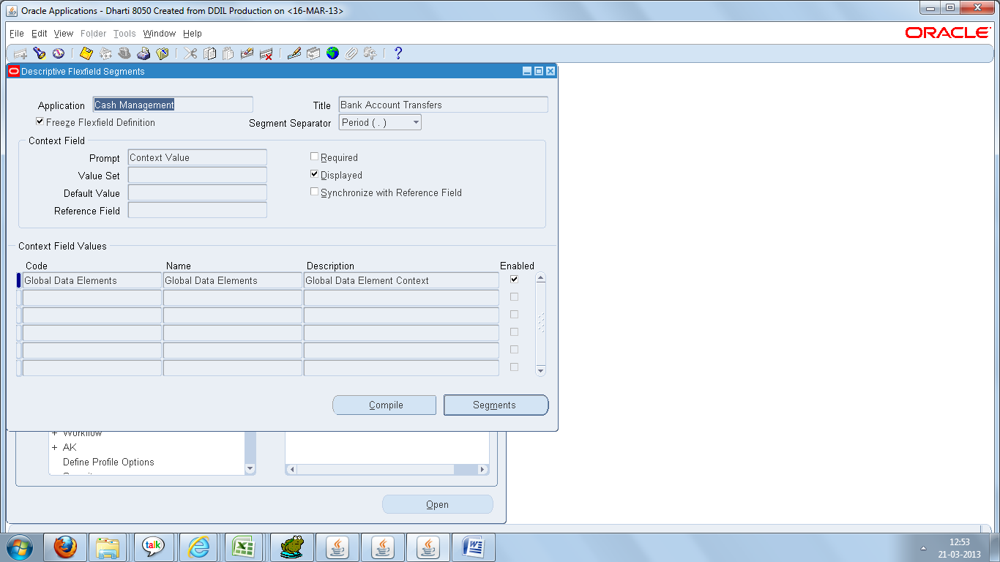 Oracle Applications - Dharti 8050 Created from DDIL Production on <16-MAR-13>
File Edit View Folder Tools Window Help
ORACLE
Descriptive Flexfield Segments
Application Cash Management Title Bank Account Transfers
Freeze Flexfield Definition Segment Separator Period ( . )
Context Field
Prompt Context Value Required
Value Set Displayed
Default Value Synchronize with Reference Field
Reference Field
Context Field Values
Code Name Description Enabled
Global Data Elements Global Data Elements Global Data Element Context
Compile Segments
+ Workflow
+ AK
Define Profile Options
Open
talk
12:53
21-03-2013